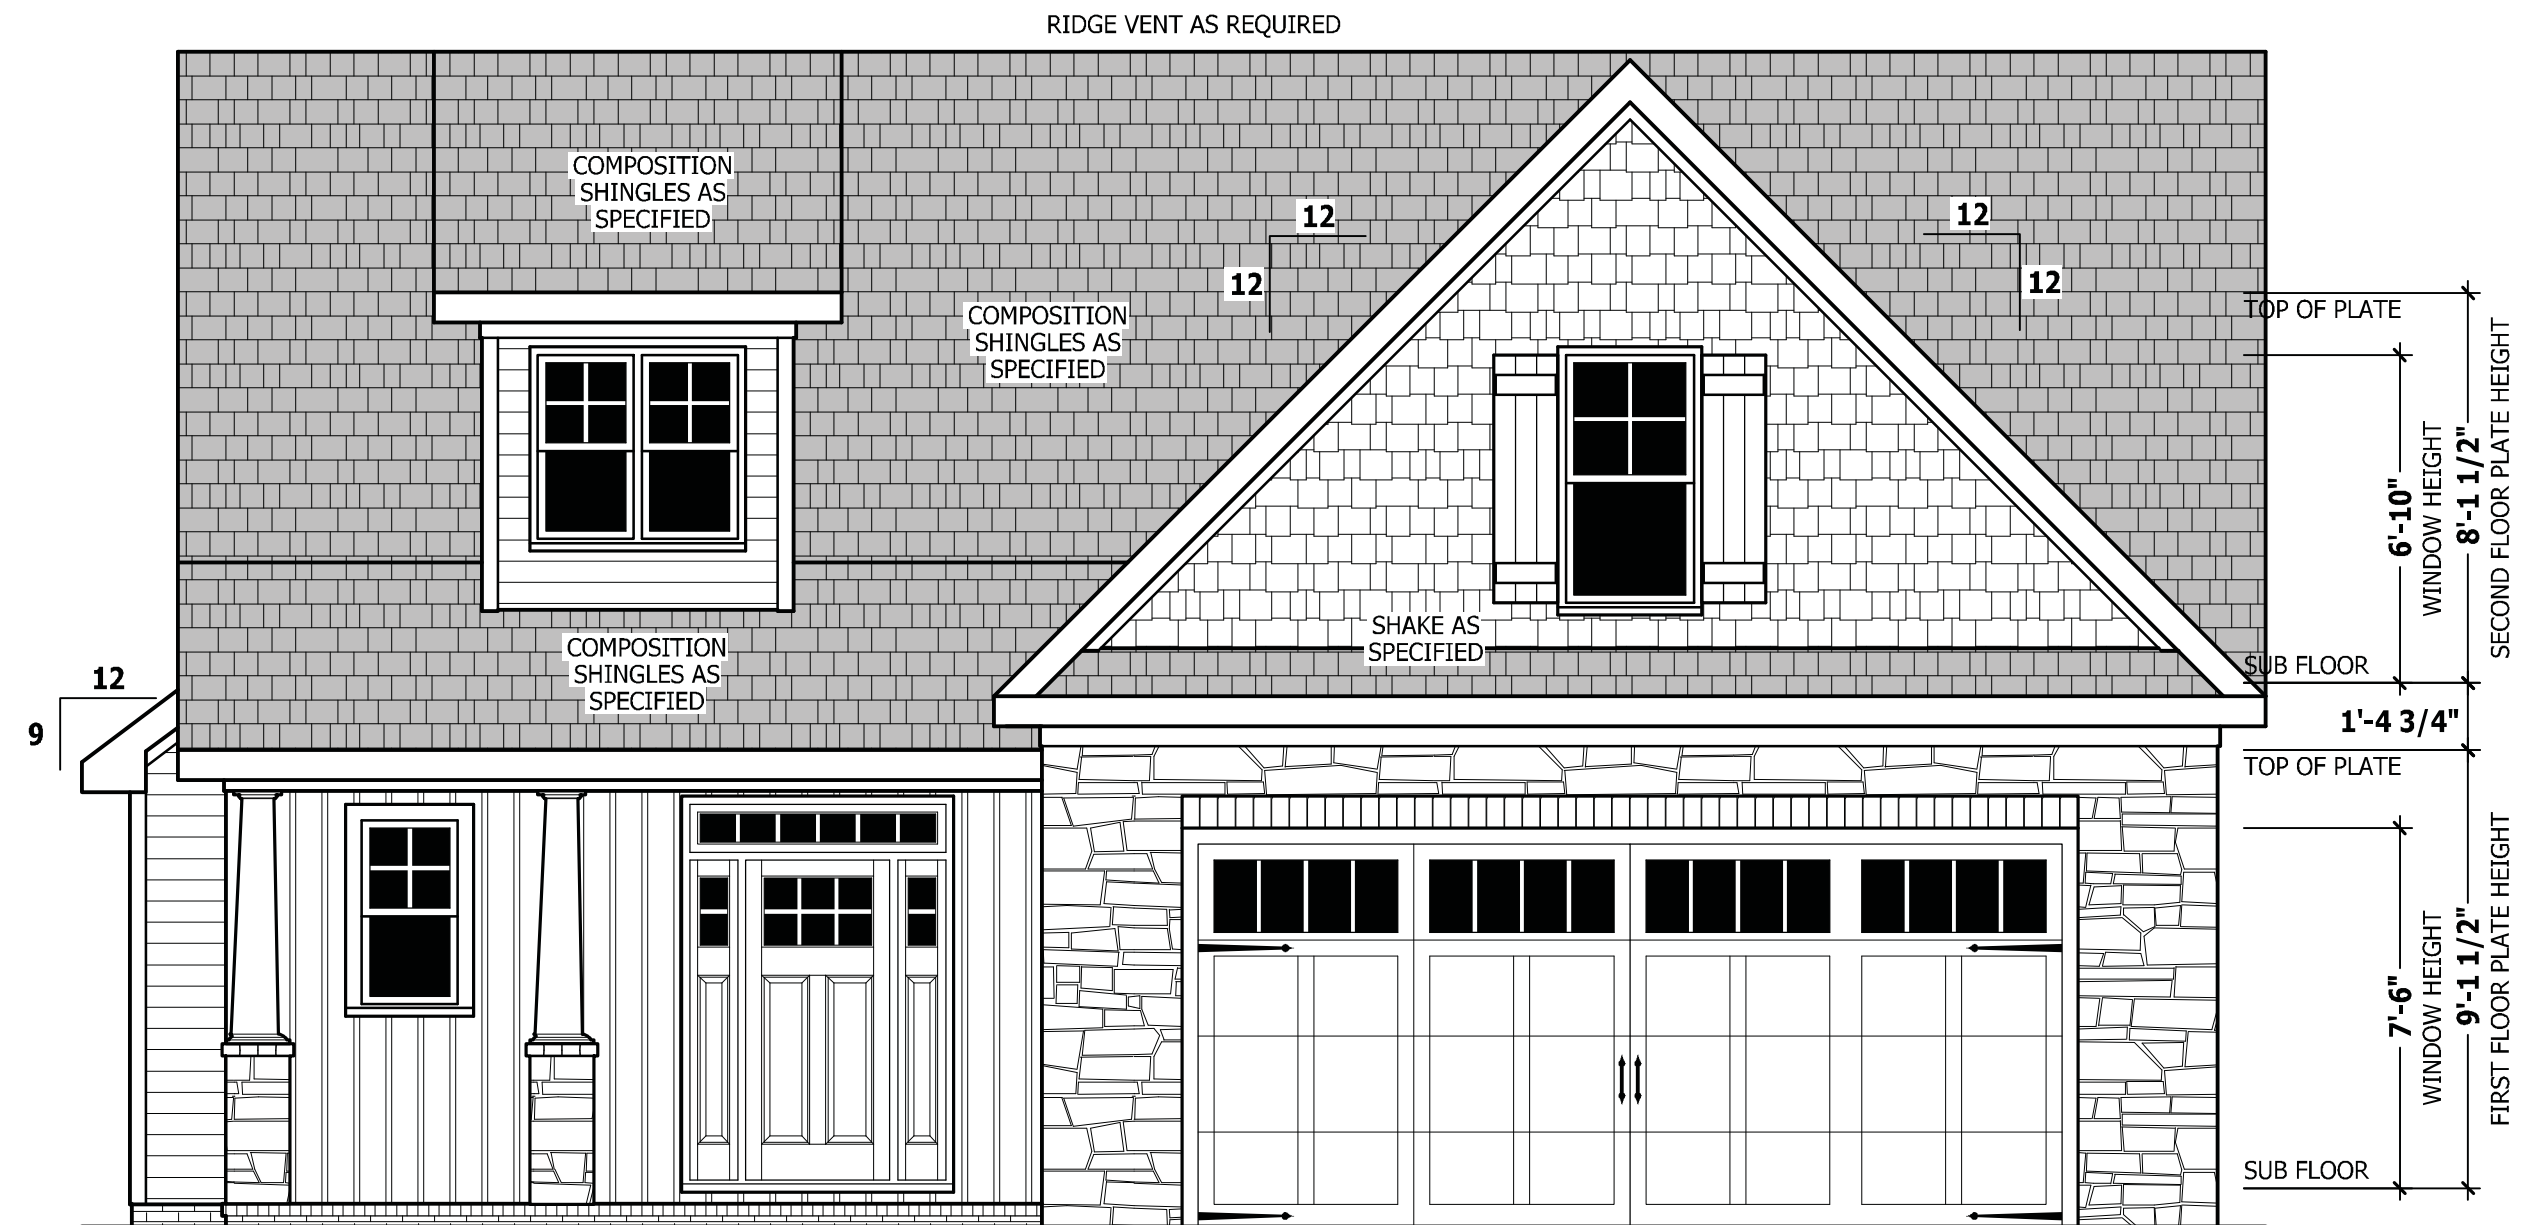 RIDGE VENT AS REQUIRED
COMPOSITION
SHINGLES AS
SPECIFIED
12
12
12
12
COMPOSITION
SHINGLES AS
SPECIFIED
TOP OF PLATE
6'-10"
WINDOW HEIGHT
8'-1 1/2"
SECOND FLOOR PLATE HEIGHT
SHAKE AS
SPECIFIED
COMPOSITION
SHINGLES AS
SPECIFIED
SUB FLOOR
12
9
1'-4 3/4"
TOP OF PLATE
7'-6"
WINDOW HEIGHT
9'-1 1/2"
FIRST FLOOR PLATE HEIGHT
SUB FLOOR